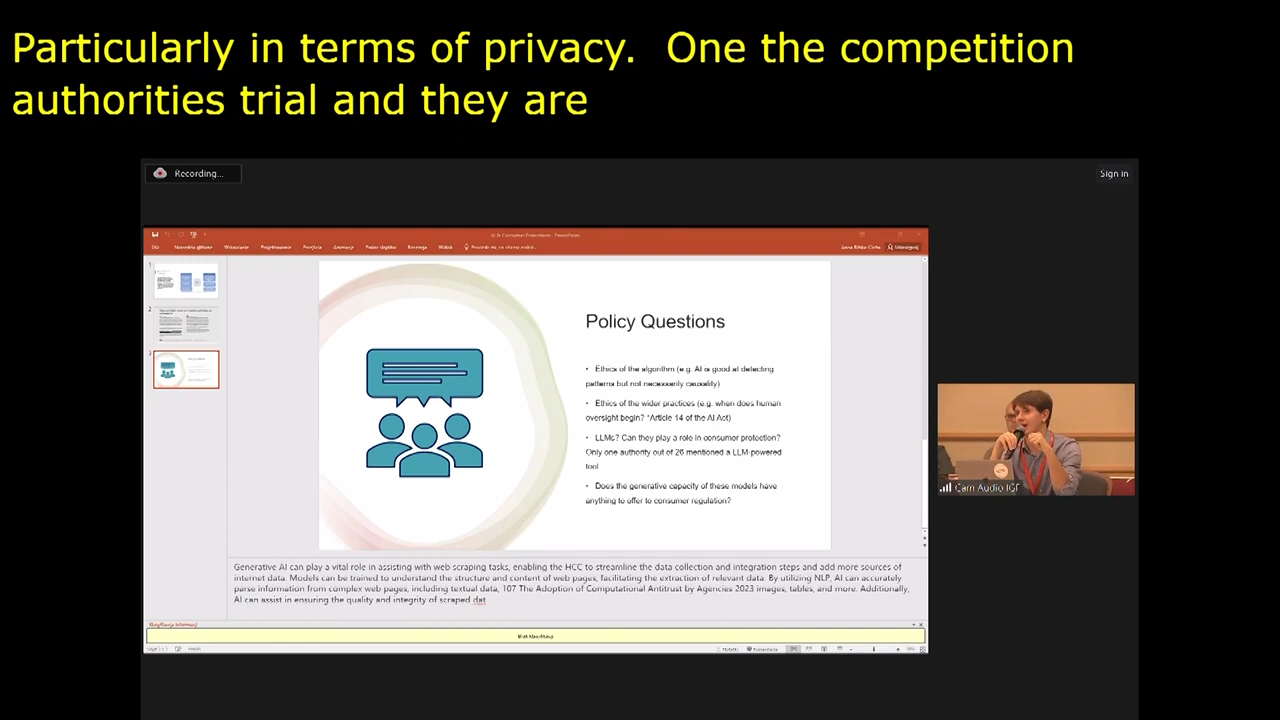 Particularly in terms of privacy.  One the competition
authorities trial and they are
Recording...
Sign in
Policy Questions
• Ethics of the algorithm (e.g. AI is good at detecting
patterns but not necessarily causality)
• Ethics of the wider practices (e.g. when does human
oversight begin? *Article 14 of the AI Act)
• LLMs? Can they play a role in consumer protection?
Only one authority out of 26 mentioned a LLM-powered
tool
• Does the generative capacity of these models have
anything to offer to consumer regulation?
Cam Audio IGF
Generative AI can play a vital role in assisting with web scraping tasks, enabling the HCC to streamline the data collection and integration steps and add more sources of
internet data. Models can be trained to understand the structure and content of web pages, facilitating the extraction of relevant data. By utilizing NLP, AI can accurately
parse information from complex web pages, including textual data, 107 The Adoption of Computational Antitrust by Agencies 2023 images, tables, and more. Additionally,
AI can assist in ensuring the quality and integrity of scraped dat